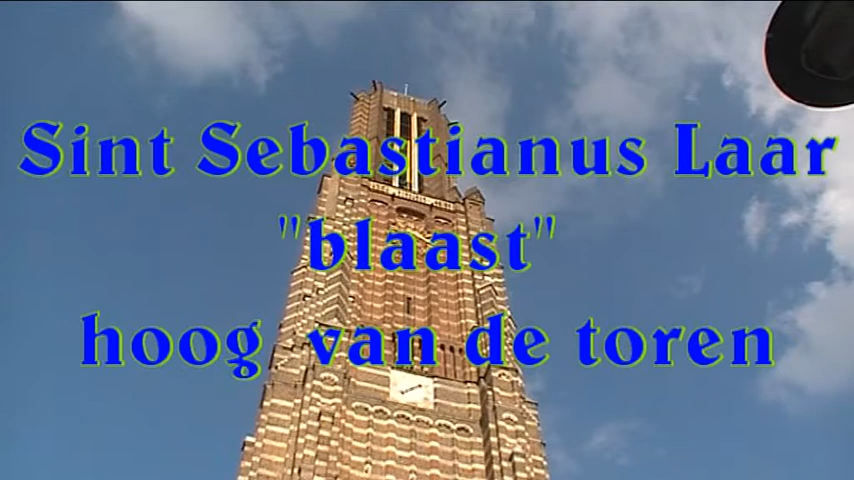 Sint Sebastianus Laar
"blaast"
hoog van de toren